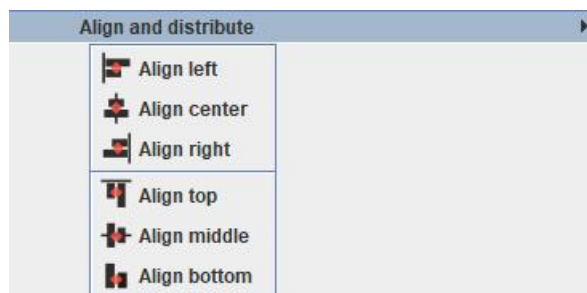 Align and distribute
Align left
Align center
Align right
Align top
Align middle
Align bottom